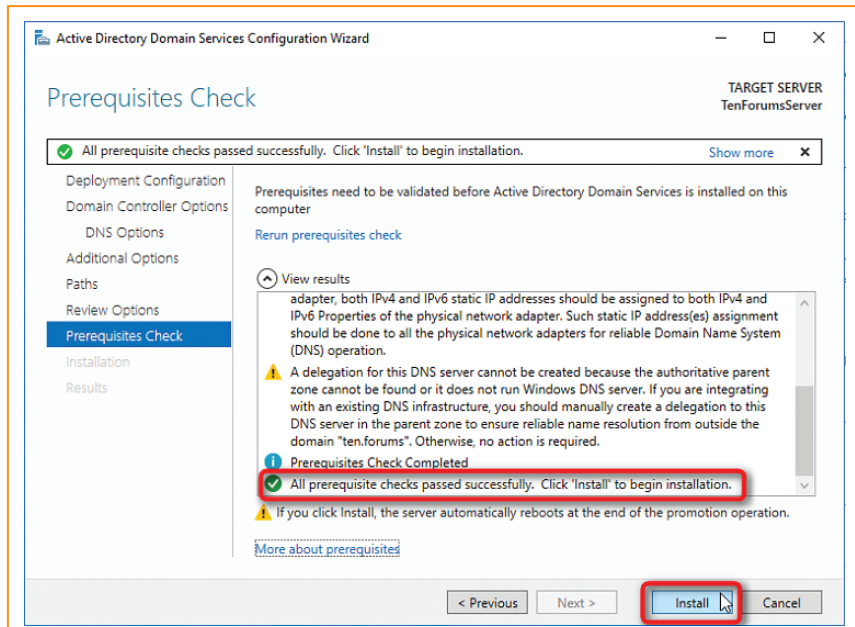 Active Directory Domain Services Configuration Wizard
Prerequisites Check
TARGET SERVER
TenForumsServer
All prerequisite checks passed successfully. Click 'Install' to begin installation.
Show more
Deployment Configuration
Domain Controller Options
DNS Options
Additional Options
Paths
Review Options
Prerequisites Check
Installation
Results
Prerequisites need to be validated before Active Directory Domain Services is installed on this
computer
Rerun prerequisites check
View results
adapter, both IPv4 and IPv6 static IP addresses should be assigned to both IPv4 and
IPv6 Properties of the physical network adapter. Such static IP address(es) assignment
should be done to all the physical network adapters for reliable Domain Name System
(DNS) operation.
A delegation for this DNS server cannot be created because the authoritative parent
zone cannot be found or it does not run Windows DNS server. If you are integrating
with an existing DNS infrastructure, you should manually create a delegation to this
DNS server in the parent zone to ensure reliable name resolution from outside the
domain "ten.forums". Otherwise, no action is required.
Prerequisites Check Completed
All prerequisite checks passed successfully. Click 'Install' to begin installation.
If you click Install, the server automatically reboots at the end of the promotion operation.
More about prerequisites
< Previous
Next >
Install
Cancel